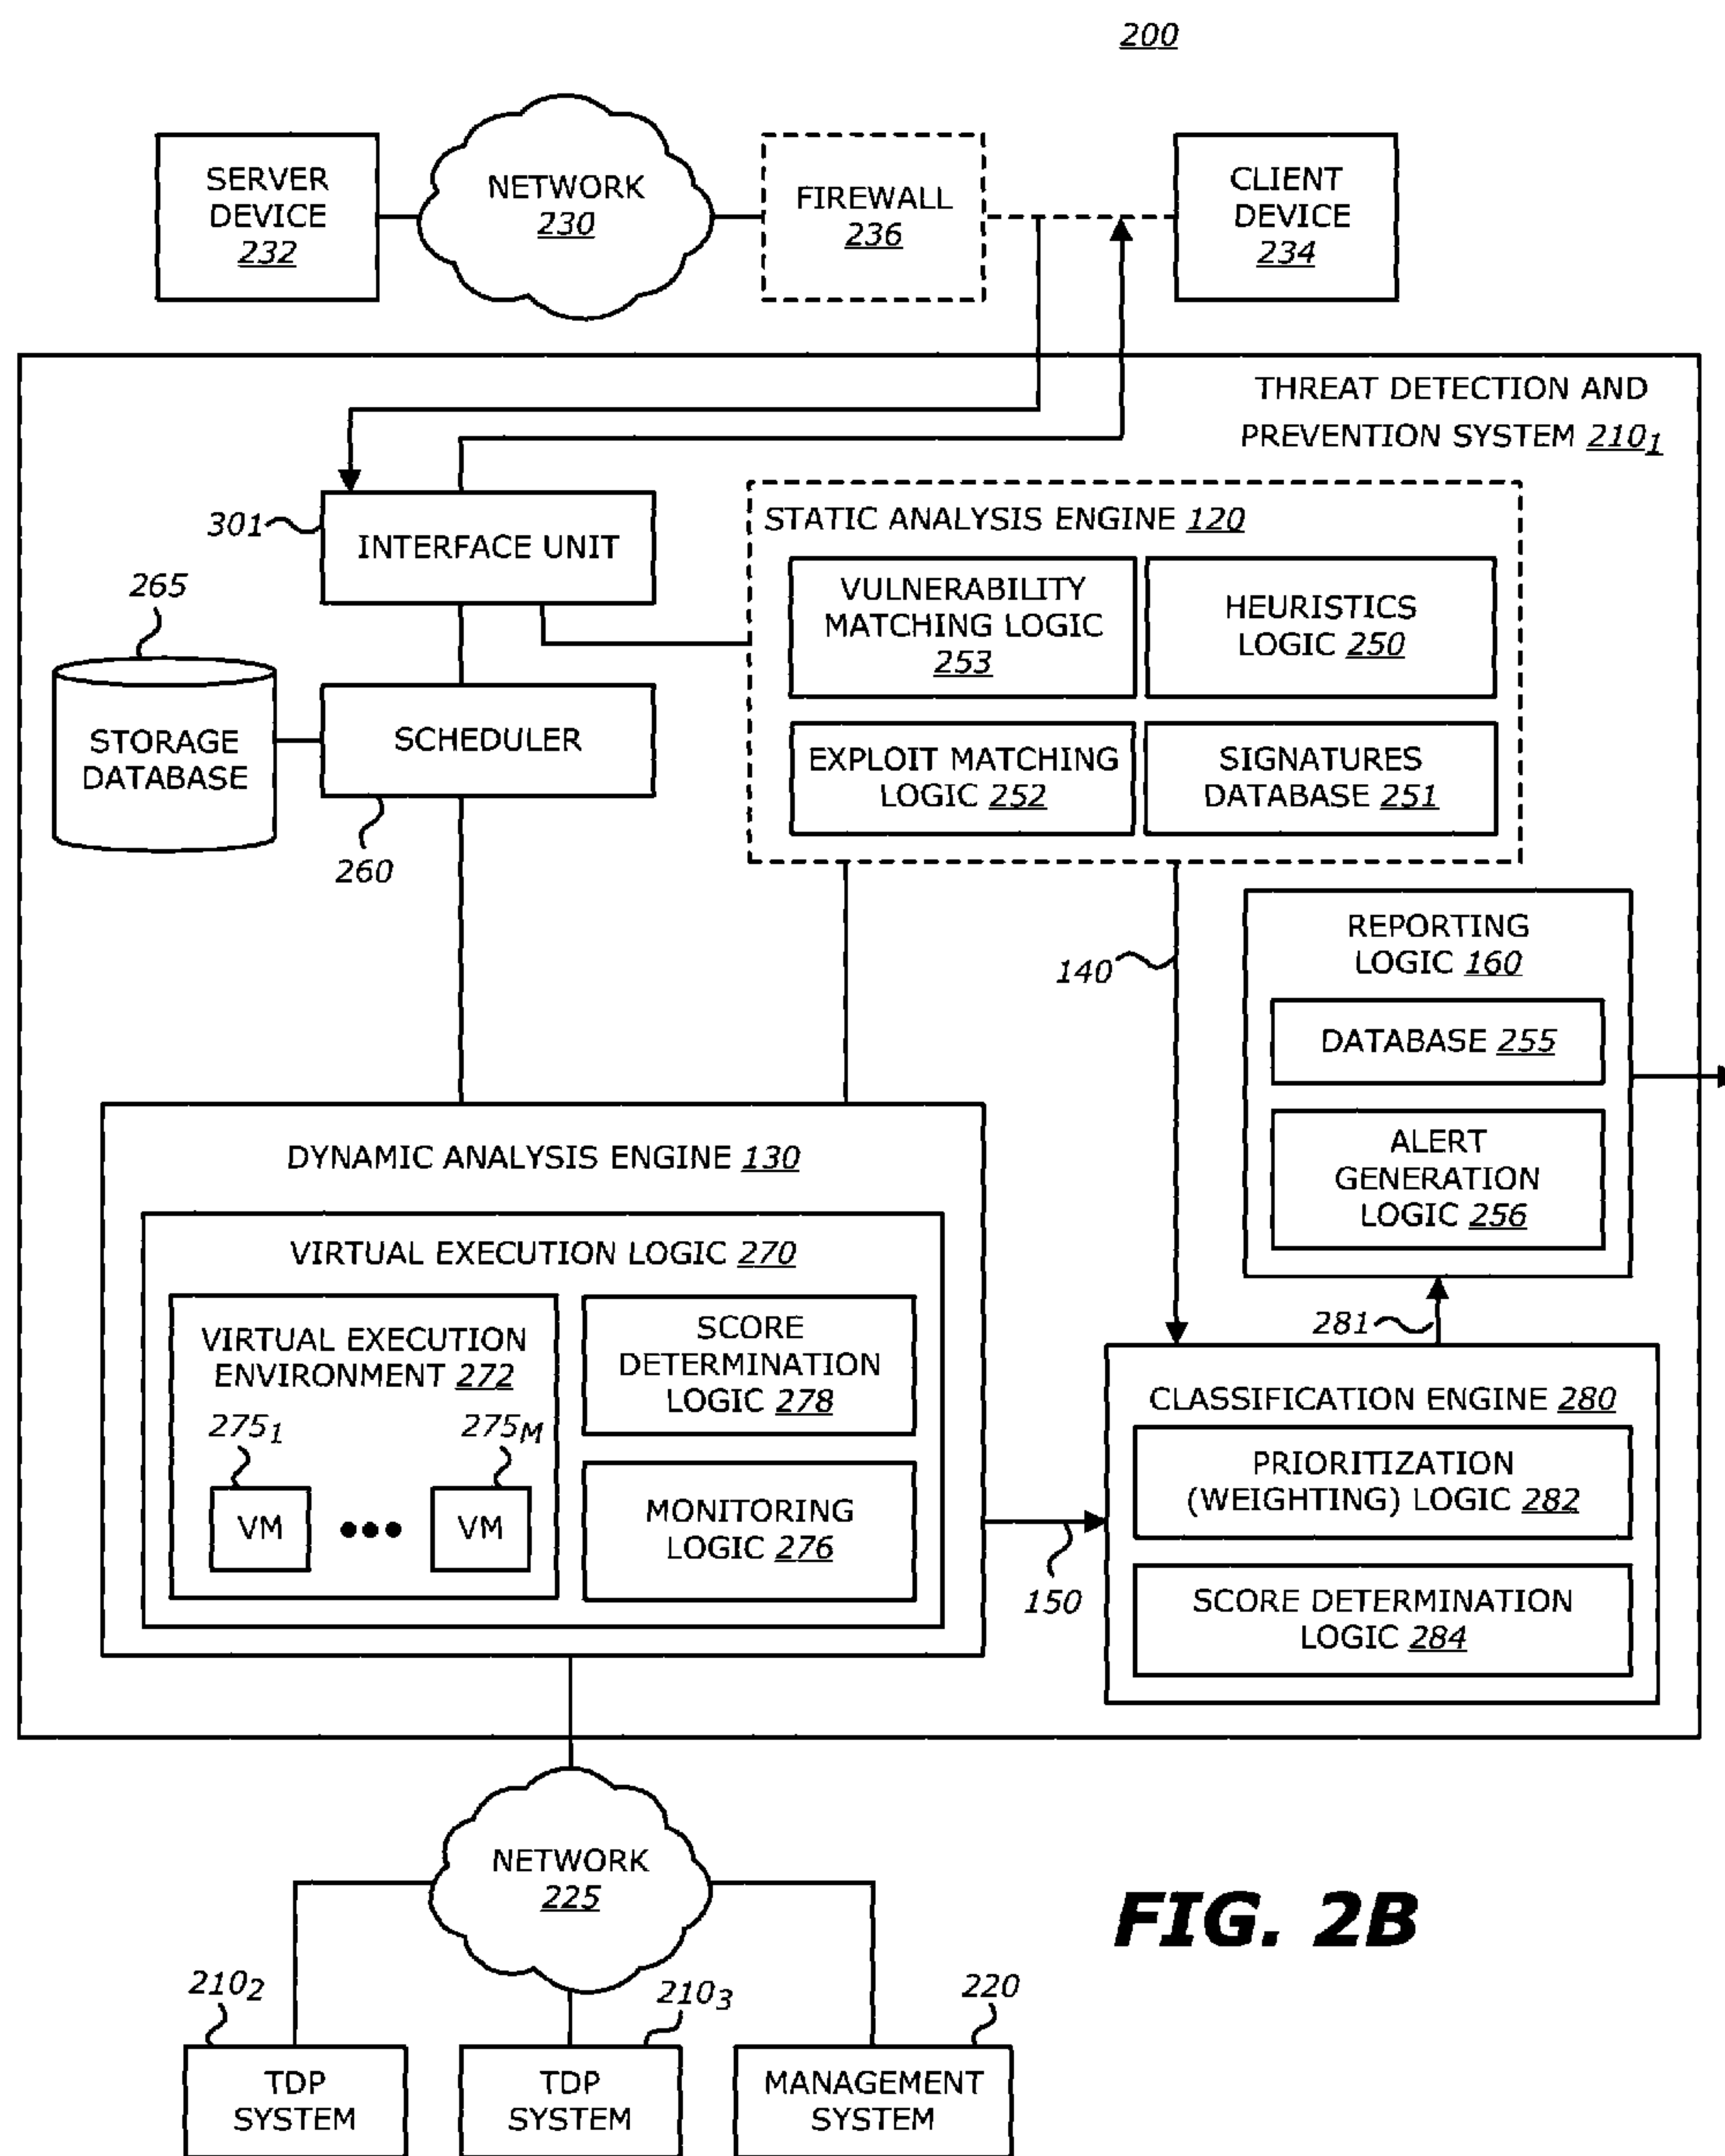 200
SERVER
DEVICE
232
NETWORK
230
FIREWALL
236
CLIENT
DEVICE
234
THREAT DETECTION AND
PREVENTION SYSTEM 210₁
301
INTERFACE UNIT
STATIC ANALYSIS ENGINE 120
VULNERABILITY
MATCHING LOGIC
253
HEURISTICS
LOGIC 250
EXPLOIT MATCHING
LOGIC 252
SIGNATURES
DATABASE 251
265
STORAGE
DATABASE
SCHEDULER
260
140
REPORTING
LOGIC 160
DATABASE 255
ALERT
GENERATION
LOGIC 256
DYNAMIC ANALYSIS ENGINE 130
VIRTUAL EXECUTION LOGIC 270
VIRTUAL EXECUTION
ENVIRONMENT 272
275₁
275M
VM
VM
SCORE
DETERMINATION
LOGIC 278
MONITORING
LOGIC 276
150
281
CLASSIFICATION ENGINE 280
PRIORITIZATION
(WEIGHTING) LOGIC 282
SCORE DETERMINATION
LOGIC 284
NETWORK
225
FIG. 2B
210₂
210₃
220
TDP
SYSTEM
TDP
SYSTEM
MANAGEMENT
SYSTEM